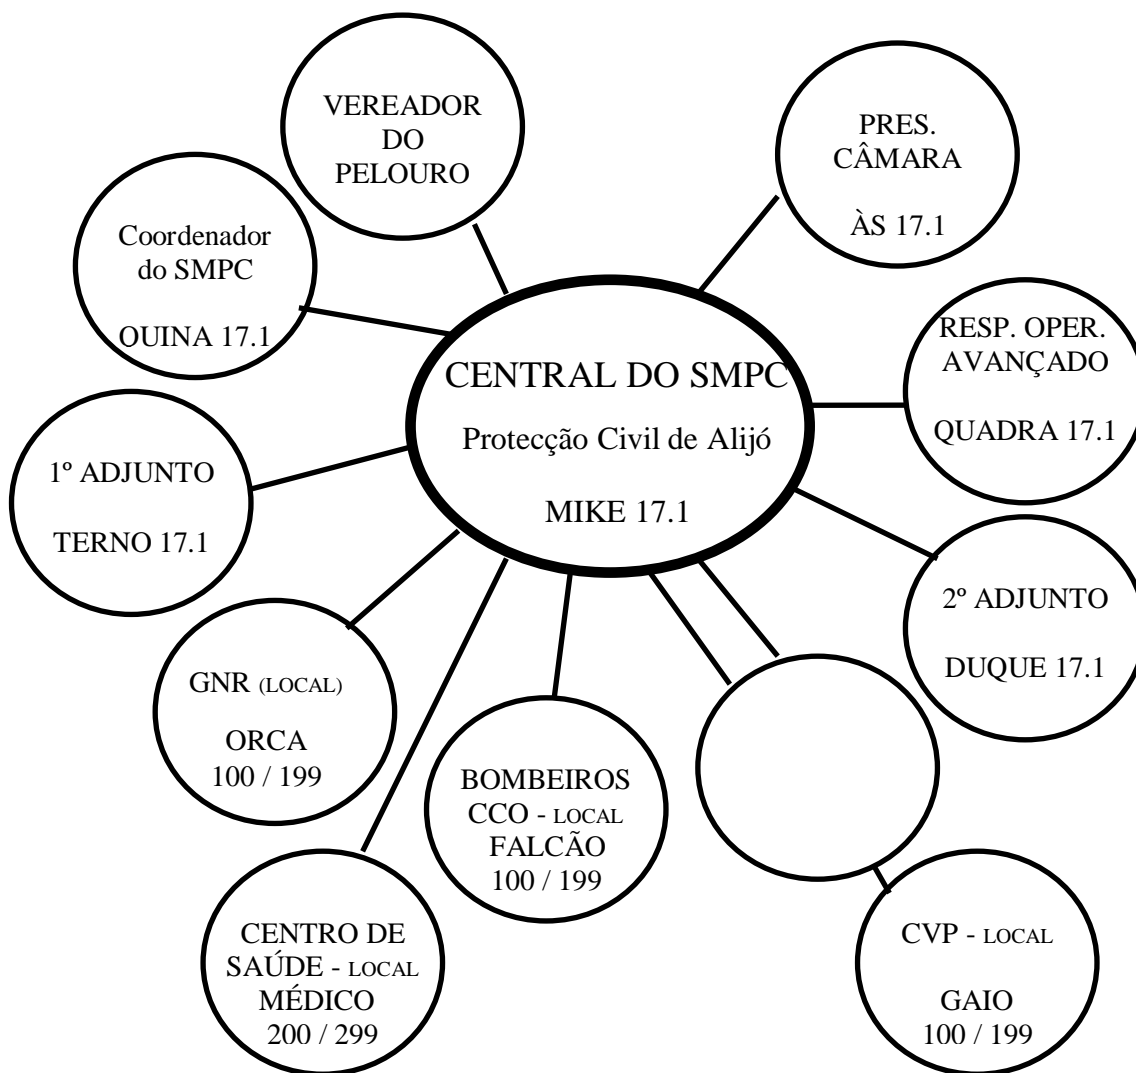 VEREADOR
DO
PELOURO
PRES.
CÂMARA
ÀS 17.1
Coordenador
do SMPC
OUINA 17.1
RESP. OPER.
AVANÇADO
QUADRA 17.1
CENTRAL DO SMPC
Protecção Civil de Alijó
MIKE 17.1
1º ADJUNTO
TERNO 17.1
2º ADJUNTO
DUQUE 17.1
GNR (LOCAL)
ORCA
100 / 199
BOMBEIROS
CCO - LOCAL
FALCÃO
100 / 199
CENTRO DE
SAÚDE - LOCAL
MÉDICO
200 / 299
CVP - LOCAL
GAIO
100 / 199